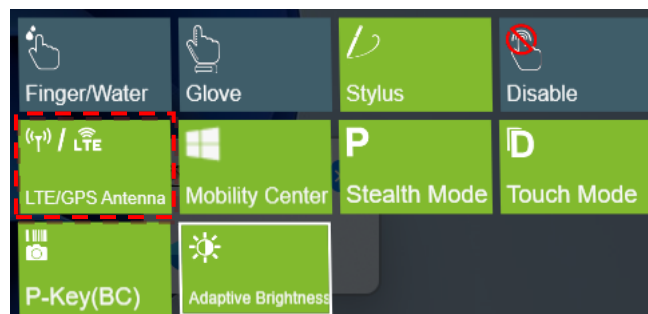 Finger/Water
Glove
Stylus
Disable
(T) / LTE
LTE/GPS Antenna
Mobility Center
P
Stealth Mode
D
Touch Mode
P-Key(BC)
Adaptive Brightness